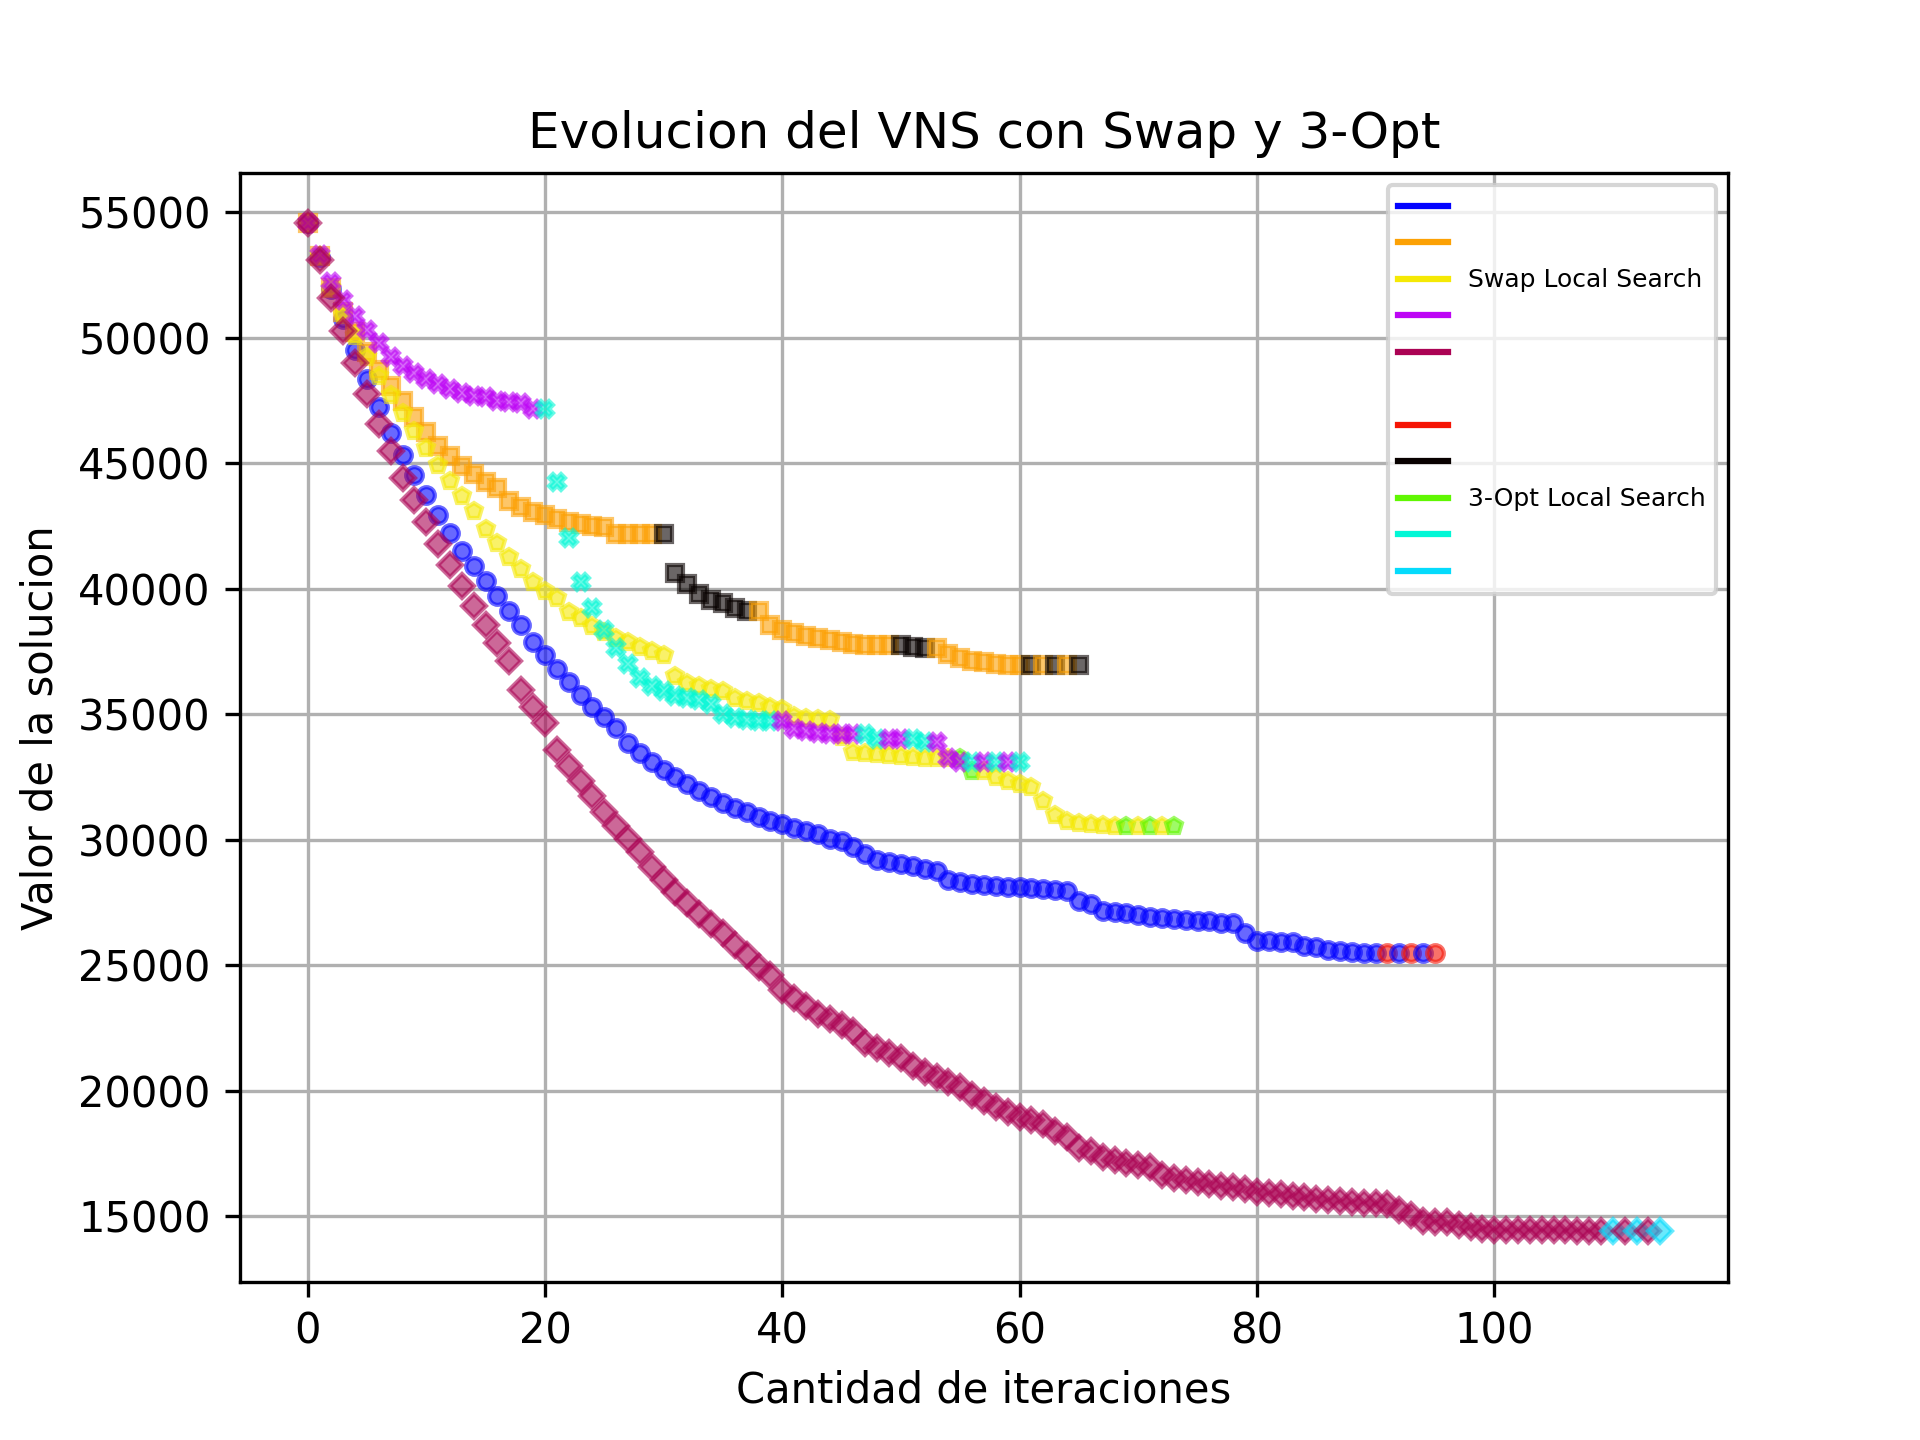 Evolucion del VNS con Swap y 3-Opt
55000
50000
45000
40000
35000
30000
25000
20000
15000
Valor de la solucion
Swap Local Search
3-Opt Local Search
0 20 40 60 80 100
Cantidad de iteraciones